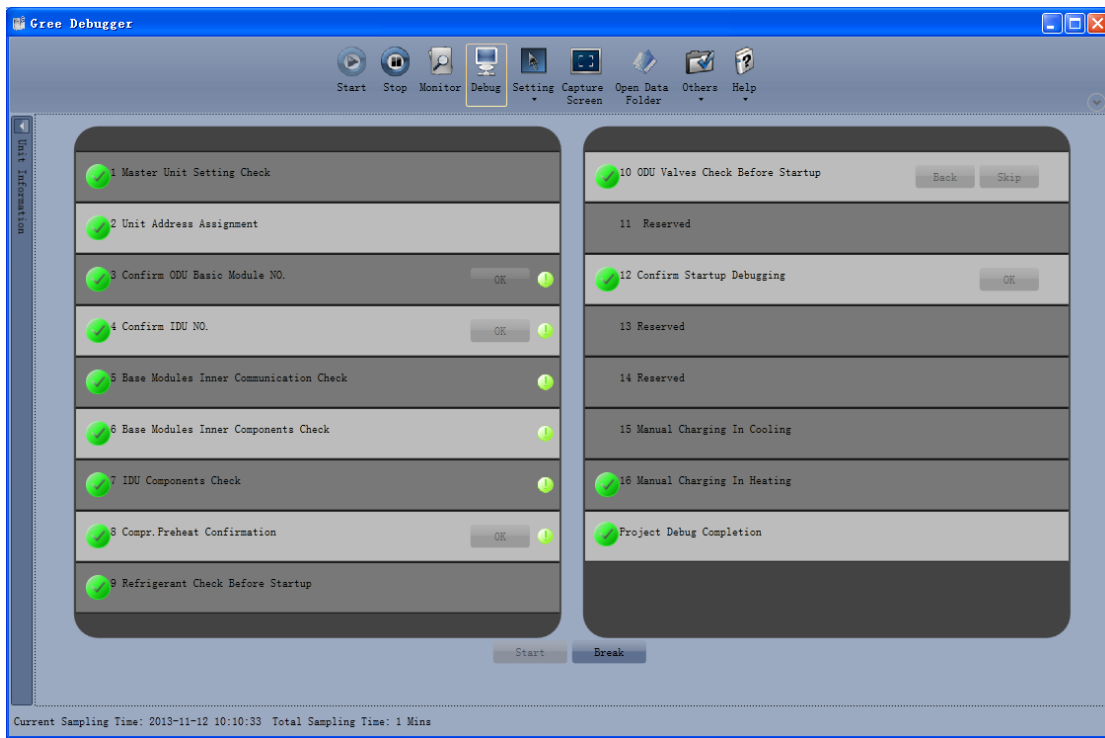 Gree Debugger
Start Stop Monitor Debug Setting Capture Screen Open Data Folder Others Help
Unit Information
1 Master Unit Setting Check
2 Unit Address Assignment
3 Confirm ODU Basic Module NO. OK
4 Confirm IDU NO. OK
5 Base Modules Inner Communication Check
6 Base Modules Inner Components Check
7 IDU Components Check
8 Compr.Preheat Confirmation OK
9 Refrigerant Check Before Startup
10 ODU Valves Check Before Startup Back Skip
11 Reserved
12 Confirm Startup Debugging OK
13 Reserved
14 Reserved
15 Manual Charging In Cooling
16 Manual Charging In Heating
Project Debug Completion
Start Break
Current Sampling Time: 2013-11-12 10:10:33 Total Sampling Time: 1 Mins